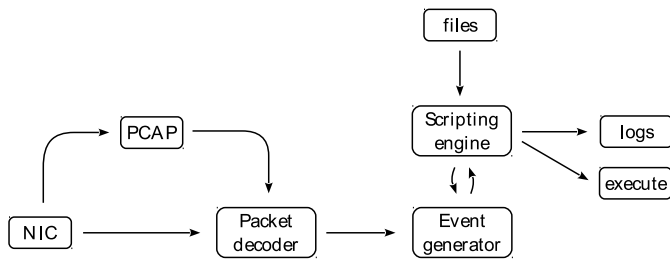 files
PCAP
Scripting
engine
logs
execute
NIC
Packet
decoder
Event
generator